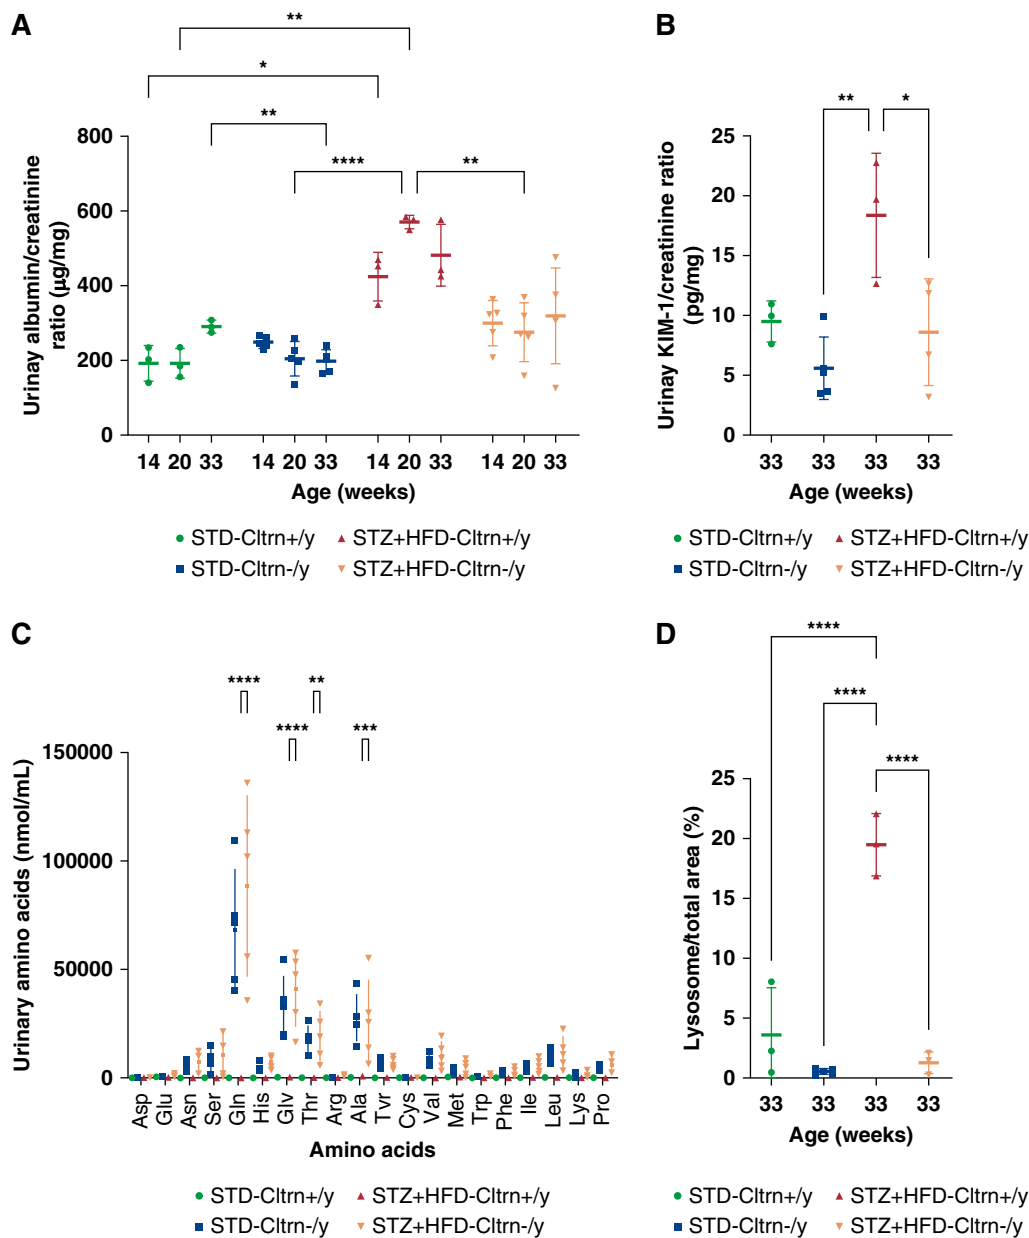 A
**
*
**
****
**
Urinay albumin/creatinine
ratio (µg/mg)
800
600
400
200
0
14 20 33 14 20 33 14 20 33 14 20 33
Age (weeks)
STD-Cltrn+/y STZ+HFD-Cltrn+/y
STD-Cltrn-/y STZ+HFD-Cltrn-/y
B
** *
Urinay KIM-1/creatinine ratio
(pg/mg)
25
20
15
10
5
0
33 33 33 33
Age (weeks)
STD-Cltrn+/y STZ+HFD-Cltrn+/y
STD-Cltrn-/y STZ+HFD-Cltrn-/y
C
**** **
**** ***
Urinary amino acids (nmol/mL)
150000
100000
50000
0
Asp Glu Asn Ser Gln His Glv Thr Arg Ala Tvr Cys Val Met Trp Phe Ile Leu Lys Pro
Amino acids
STD-Cltrn+/y STZ+HFD-Cltrn+/y
STD-Cltrn-/y STZ+HFD-Cltrn-/y
D
****
****
****
Lysosome/total area (%)
25
20
15
10
5
0
33 33 33 33
Age (weeks)
STD-Cltrn+/y STZ+HFD-Cltrn+/y
STD-Cltrn-/y STZ+HFD-Cltrn-/y